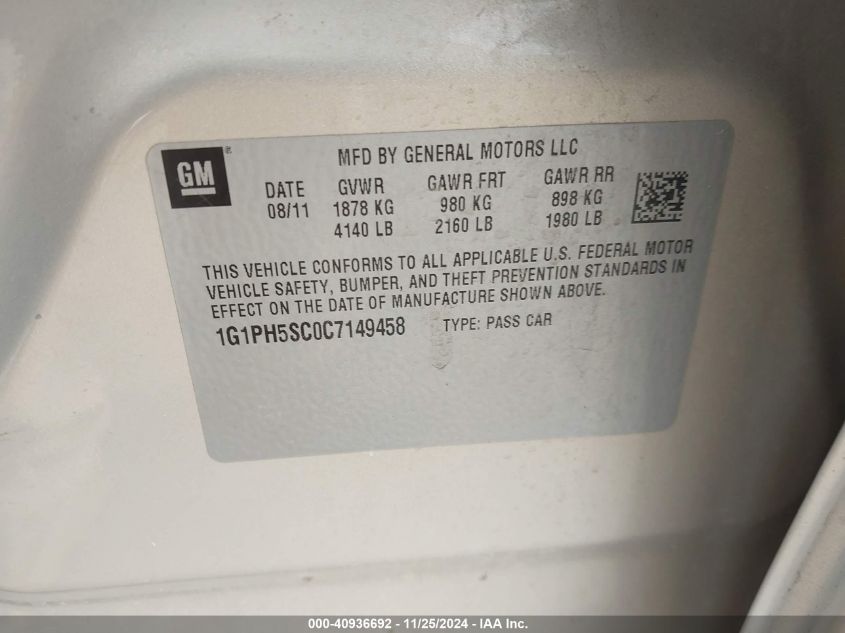 GM ®
MFD BY GENERAL MOTORS LLC
DATE GVWR GAWR FRT GAWR RR
08/11 1878 KG 980 KG 898 KG
4140 LB 2160 LB 1980 LB
THIS VEHICLE CONFORMS TO ALL APPLICABLE U.S. FEDERAL MOTOR
VEHICLE SAFETY, BUMPER, AND THEFT PREVENTION STANDARDS IN
EFFECT ON THE DATE OF MANUFACTURE SHOWN ABOVE.
1G1PH5SC0C7149458 TYPE: PASS CAR
000-40936692 - 11/25/2024 - IAA Inc.